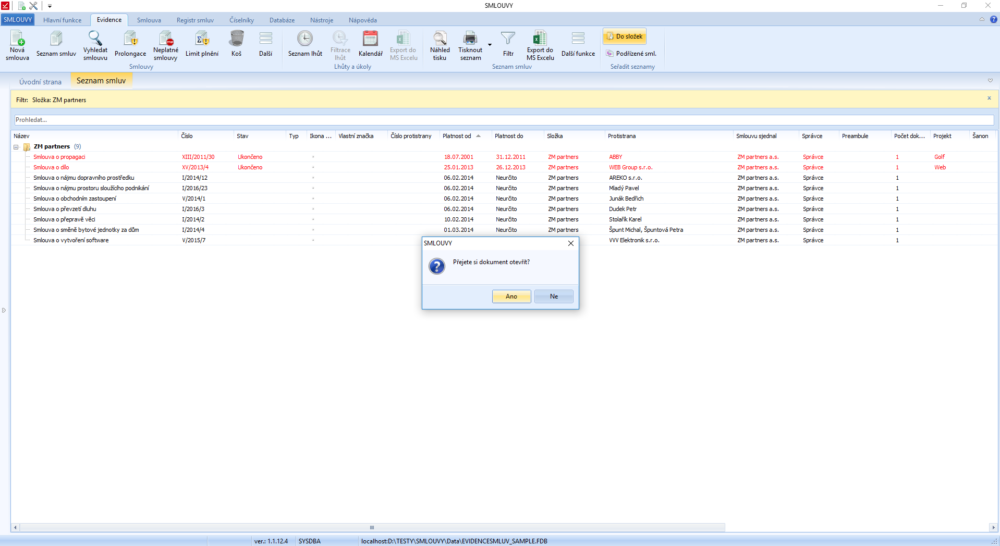 SMLOUVY
SMLOUVY Hlavní funkce Evidence Smlouva Registr smluv Číselníky Databáze Nástroje Nápověda
Nová smlouva
Seznam smluv
Vyhledat smlouvu
Prolongace
Neplatné smlouvy
Limit plnění
Koš
Další
Smlouvy
Seznam lhůt
Filtrace lhůt
Kalendář
Export do MS Excelu
Lhůty a úkoly
Náhled tisku
Tisknout seznam
Filtr
Export do MS Excelu
Další funkce
Seznam smluv
Do složek
Podřízené sml.
Seřadit seznamy
Úvodní strana Seznam smluv
Filtr: Složka: ZM partners
Prohledat...
Název Číslo Stav Typ Ikona ... Vlastní značka Číslo protistrany Platnost od Platnost do Složka Protistrana Smlouvu sjednal Správce Preambule Počet dok... Projekt Šanon
ZM partners (9)
Smlouva o propagaci XIII/2011/30 Ukončeno 18.07.2001 31.12.2011 ZM partners ABBY ZM partners a.s. Správce 1 Golf
Smlouva o dílo XV/2013/4 Ukončeno 25.01.2013 26.12.2013 ZM partners WEB Group s.r.o. ZM partners a.s. Správce 1 Web
Smlouva o nájmu dopravního prostředku I/2014/12 06.02.2014 Neurčito ZM partners AREKO s.r.o. ZM partners a.s. Správce 1
Smlouva o nájmu prostoru sloužícího podnikání I/2016/23 06.02.2014 Neurčito ZM partners Mladý Pavel ZM partners a.s. Správce 1
Smlouva o obchodním zastoupení V/2014/1 06.02.2014 Neurčito ZM partners Junák Bedřich ZM partners a.s. Správce 1
Smlouva o převzetí dluhu I/2016/3 06.02.2014 Neurčito ZM partners Dudek Petr ZM partners a.s. Správce 1
Smlouva o přepravě věci I/2014/2 10.02.2014 Neurčito ZM partners Stolařík Karel ZM partners a.s. Správce 1
Smlouva o směně bytové jednotky za dům I/2014/4 01.03.2014 Neurčito ZM partners Špunt Michal, Špuntová Petra ZM partners a.s. Správce 1
Smlouva o vytvoření software V/2015/7 VVV Elektronik s.r.o. ZM partners a.s. Správce 1
SMLOUVY
Přejete si dokument otevřít?
Ano Ne
ver.: 1.1.12.4 SYSDBA localhost:D:\TESTY\SMLOUVY\Data\EVIDENCESMLUV_SAMPLE.FDB